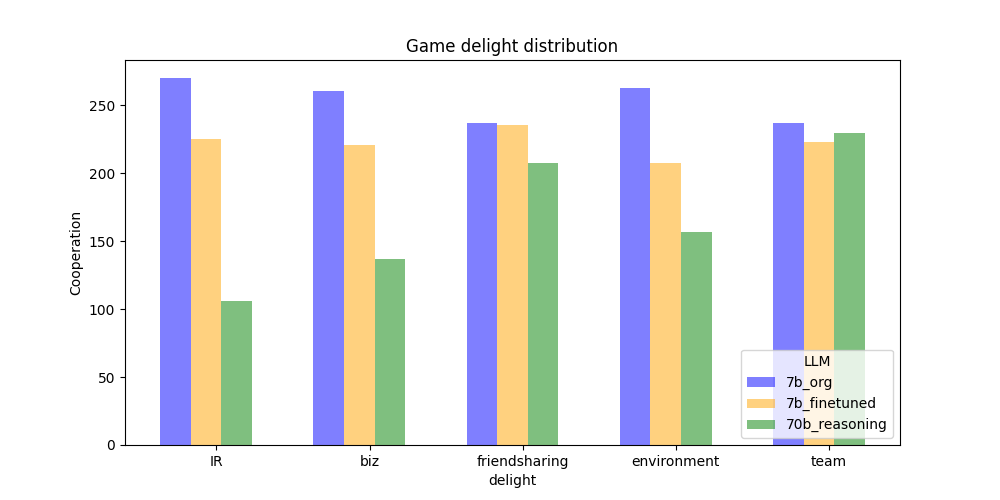 Game delight distribution
Cooperation
250
200
150
100
50
0
IR biz friendsharing environment team
delight
LLM
7b_org
7b_finetuned
70b_reasoning